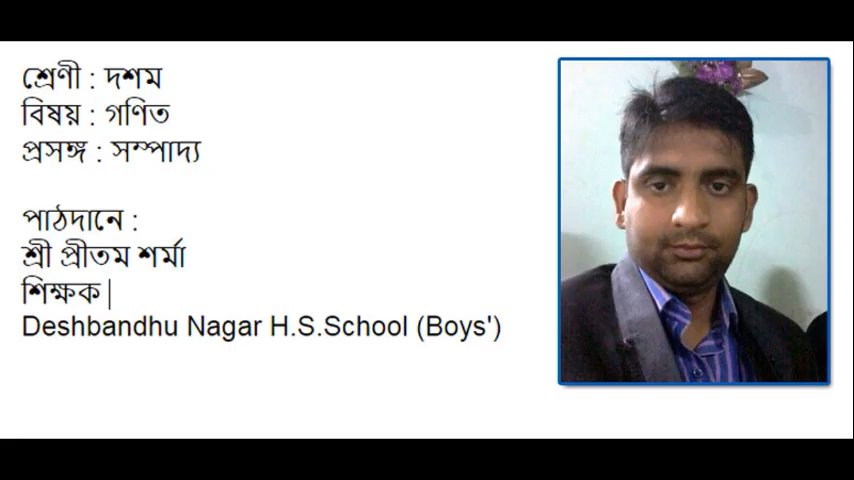 শ্রেণী : দশম
বিষয় : গণিত
প্রসঙ্গ : সম্পাদ্য
পাঠদানে :
শ্রী প্রীতম শর্মা
শিক্ষক|
Deshbandhu Nagar H.S.School (Boys')